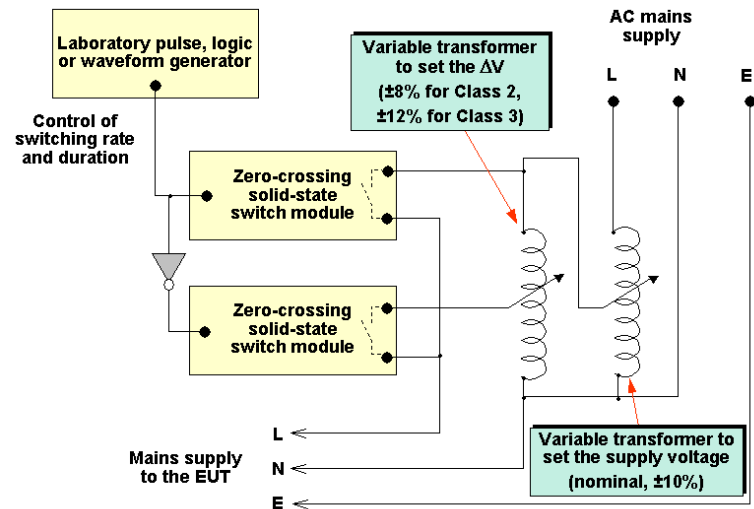 Laboratory pulse, logic
or waveform generator
Variable transformer
to set the ΔV
(±8% for Class 2,
±12% for Class 3)
AC mains
supply
L
N
E
Control of
switching rate
and duration
Zero-crossing
solid-state
switch module
Zero-crossing
solid-state
switch module
Mains supply
to the EUT
L
N
E
Variable transformer to
set the supply voltage
(nominal, ±10%)